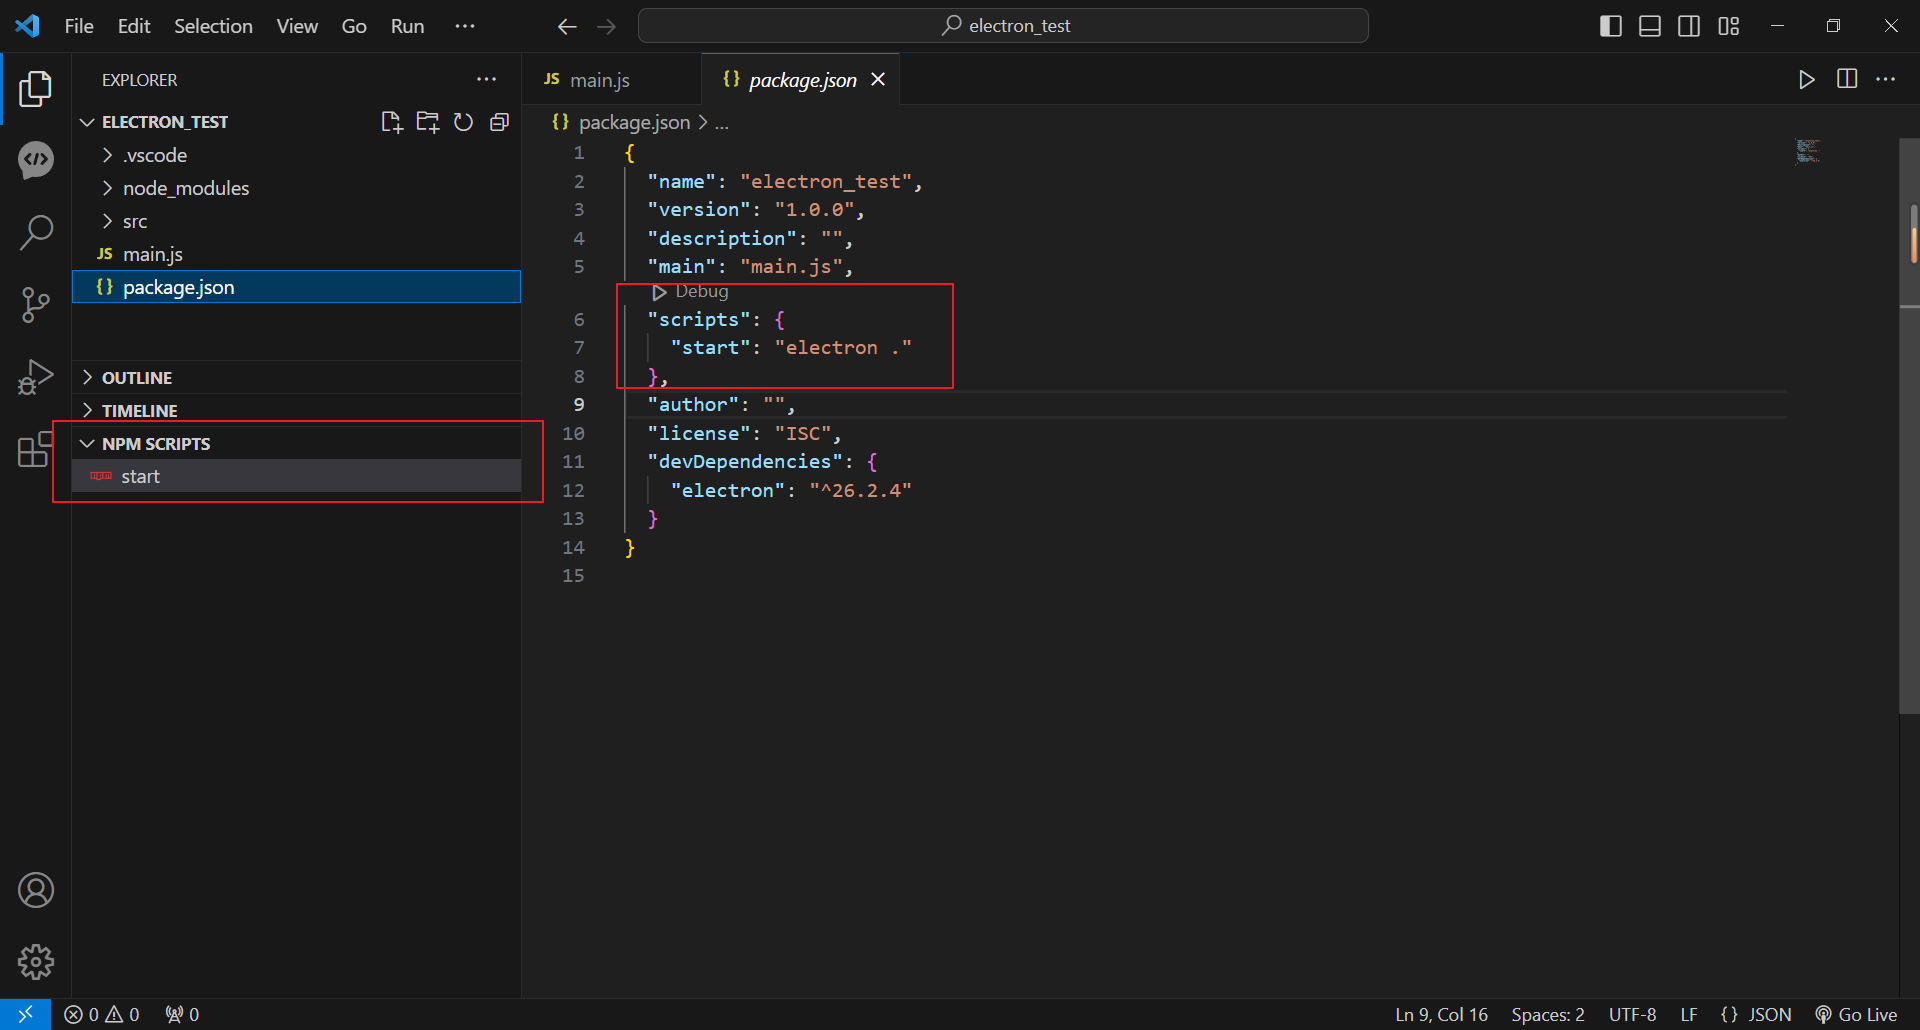 File Edit Selection View Go Run ··· electron_test
EXPLORER ···
ELECTRON_TEST
.vscode
node_modules
src
JS main.js
{} package.json
OUTLINE
TIMELINE
NPM SCRIPTS
start
JS main.js {} package.json
{} package.json > ...
1 {
2 "name": "electron_test",
3 "version": "1.0.0",
4 "description": "",
5 "main": "main.js",
Debug
6 "scripts": {
7 "start": "electron ."
8 },
9 "author": "",
10 "license": "ISC",
11 "devDependencies": {
12 "electron": "^26.2.4"
13 }
14 }
15
0 0 0 Ln 9, Col 16 Spaces: 2 UTF-8 LF {} JSON Go Live